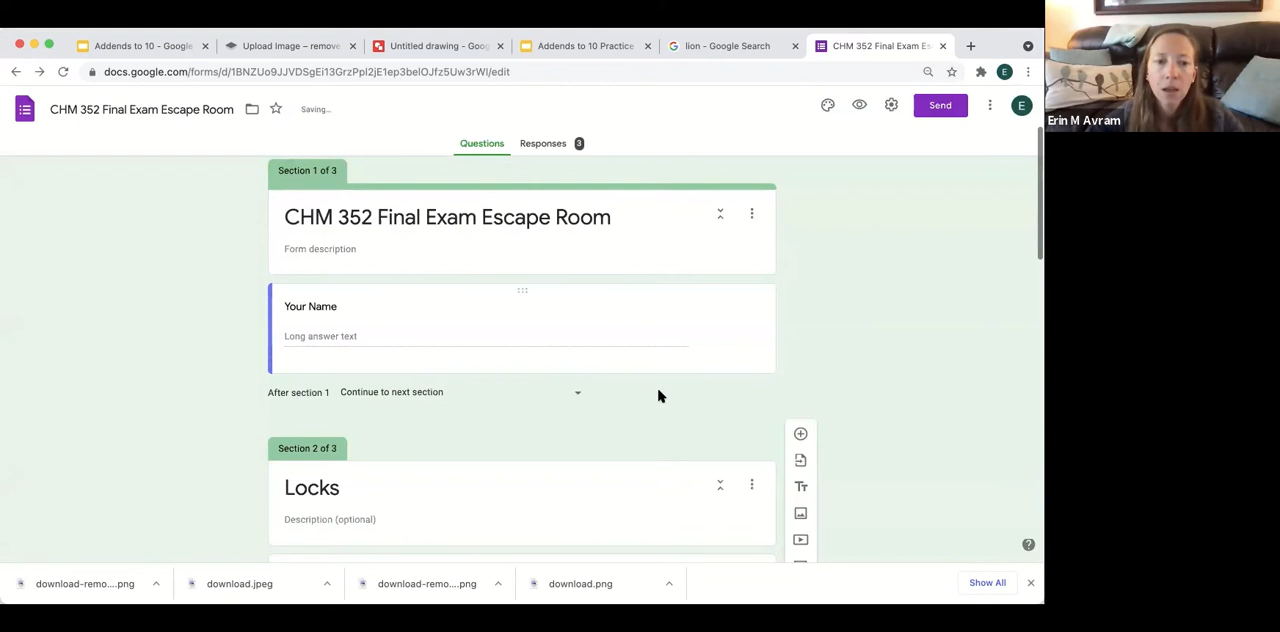 Addends to 10 - Google
Upload Image – remove
Untitled drawing - Google
Addends to 10 Practice
lion - Google Search
CHM 352 Final Exam Es
docs.google.com/forms/d/1BNZUo9JJVDSgEi13GrzPpI2jE1ep3beIOJfz5Uw3rWI/edit
E
CHM 352 Final Exam Escape Room
Saving...
Send
E
Erin M Avram
Questions
Responses
3
Section 1 of 3
CHM 352 Final Exam Escape Room
Form description
Your Name
Long answer text
After section 1
Continue to next section
Section 2 of 3
Locks
Description (optional)
Tт
download-remo....png
download.jpeg
download-remo....png
download.png
Show All